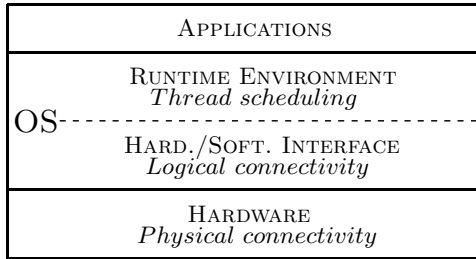 APPLICATIONS
RUNTIME ENVIRONMENT
Thread scheduling
OS
HARD./SOFT. INTERFACE
Logical connectivity
HARDWARE
Physical connectivity